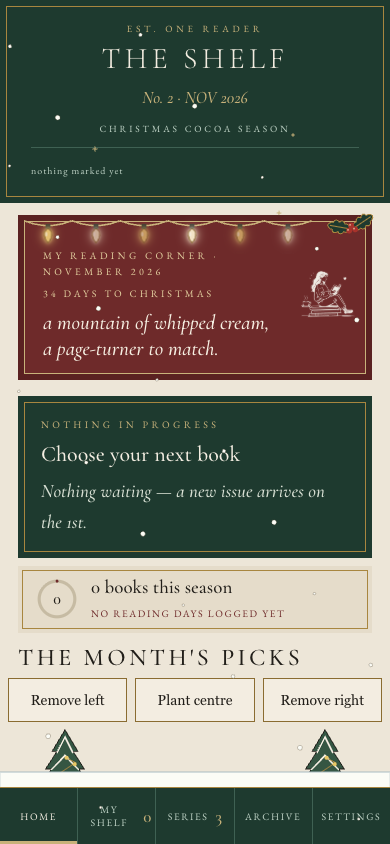 EST. ONE READER
THE SHELF
No. 2 · NOV 2026
CHRISTMAS COCOA SEASON
nothing marked yet
MY READING CORNER ·
NOVEMBER 2026
34 DAYS TO CHRISTMAS
a mountain of whipped cream,
a page-turner to match.
NOTHING IN PROGRESS
Choose your next book
Nothing waiting — a new issue arrives on
the 1st.
0
0 books this season
NO READING DAYS LOGGED YET
THE MONTH'S PICKS
Remove left
Plant centre
Remove right
HOME
MY
SHELF 0
SERIES 3
ARCHIVE
SETTINGS